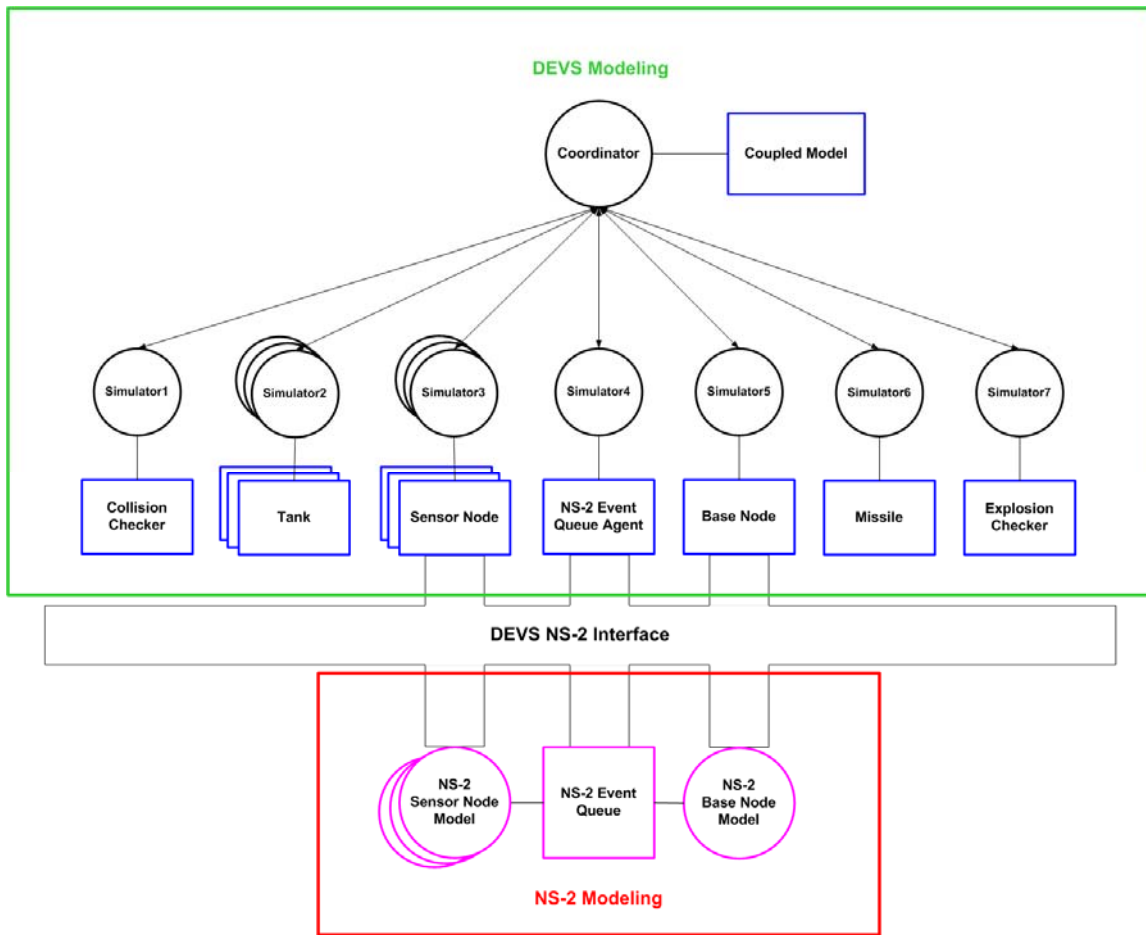 DEVS Modeling
Coordinator
Coupled Model
Simulator1
Simulator2
Simulator3
Simulator4
Simulator5
Simulator6
Simulator7
Collision
Checker
Tank
Sensor Node
NS-2 Event
Queue Agent
Base Node
Missile
Explosion
Checker
DEVS NS-2 Interface
NS-2
Sensor Node
Model
NS-2 Event
Queue
NS-2
Base Node
Model
NS-2 Modeling